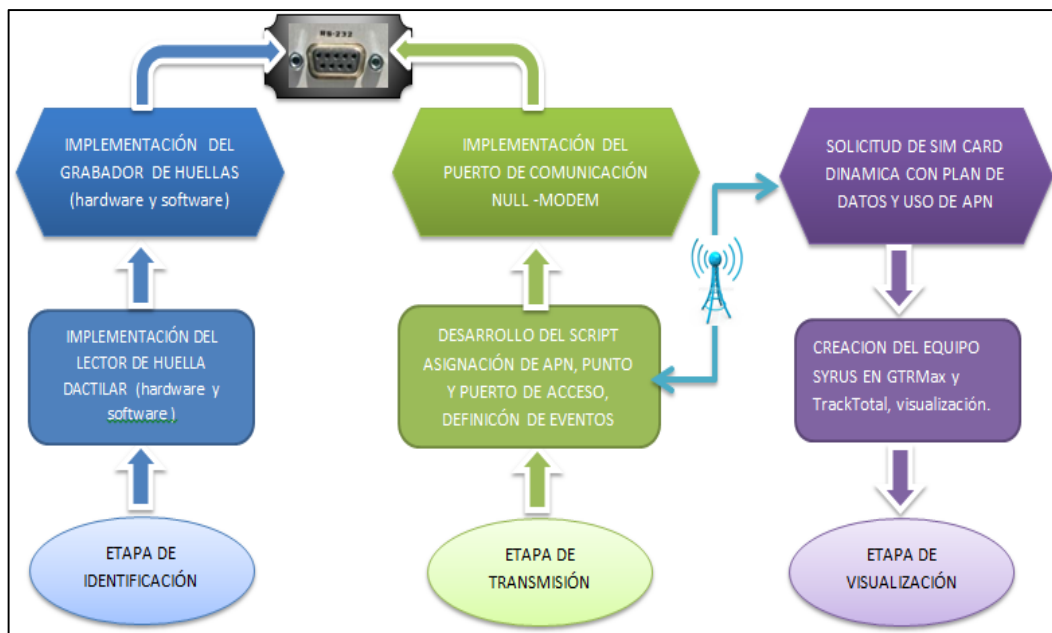 RS-232
IMPLEMENTACIÓN DEL
GRABADOR DE HUELLAS
(hardware y software)
IMPLEMENTACIÓN DEL
PUERTO DE COMUNICACIÓN
NULL -MODEM
SOLICITUD DE SIM CARD
DINAMICA CON PLAN DE
DATOS Y USO DE APN
IMPLEMENTACIÓN DEL
LECTOR DE HUELLA
DACTILAR (hardware y
software)
DESARROLLO DEL SCRIPT
ASIGNACIÓN DE APN, PUNTO
Y PUERTO DE ACCESO,
DEFINICÓN DE EVENTOS
CREACION DEL EQUIPO
SYRUS EN GTRMax y
TrackTotal, visualización.
ETAPA DE
IDENTIFICACIÓN
ETAPA DE
TRANSMISIÓN
ETAPA DE
VISUALIZACIÓN